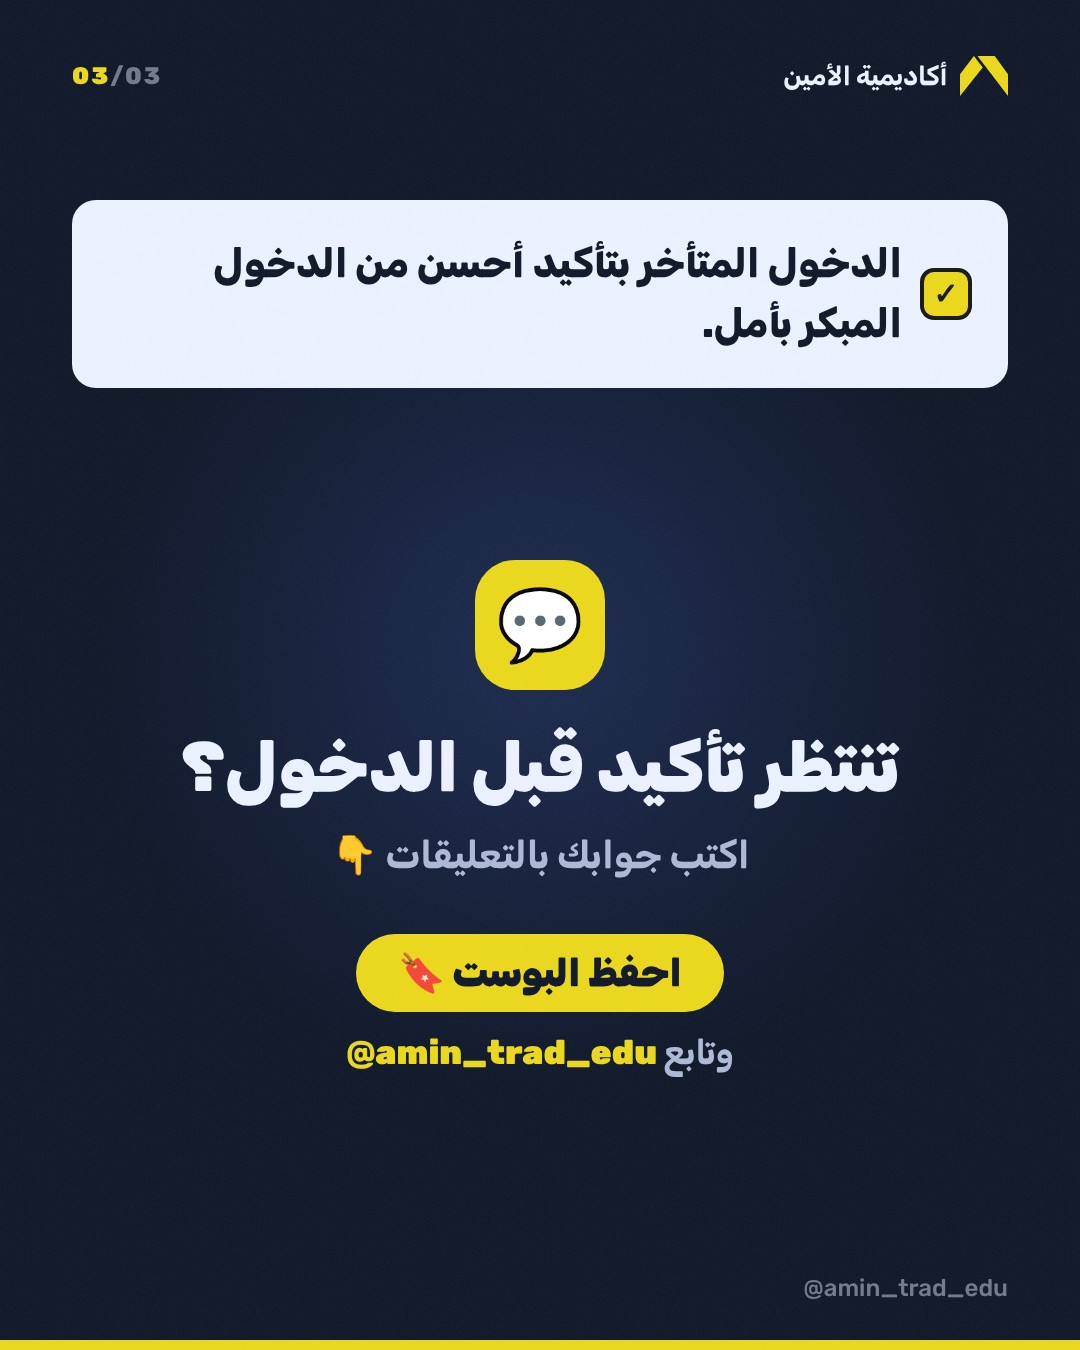 أكاديمية الأمين
03/03
الدخول المتأخر بتأكيد أحسن من الدخول
المبكر بأمل.
تنتظر تأكيد قبل الدخول؟
اكتب جوابك بالتعليقات 👇
احفظ البوست 🔖
وتابع @amin_trad_edu
@amin_trad_edu